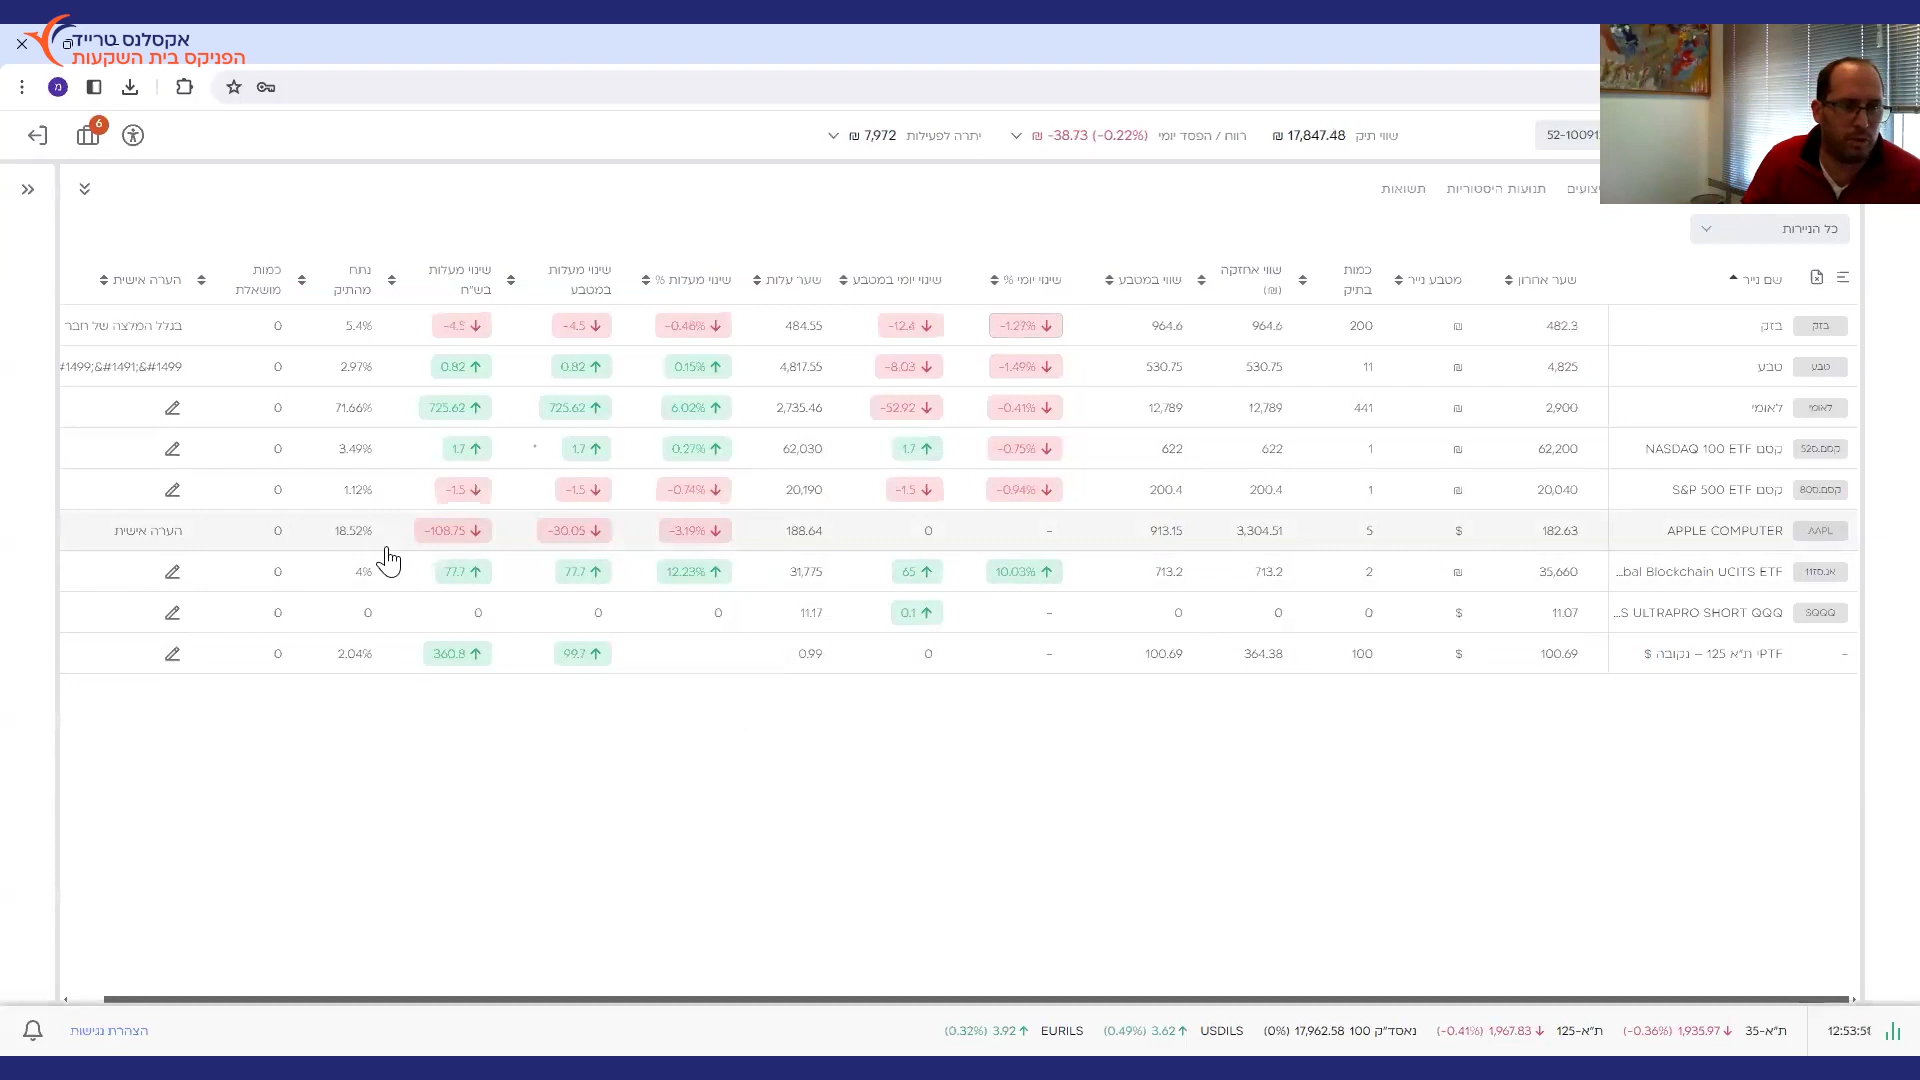 אקסלנס טרייד
הפניקס בית השקעות
מ
שווי תיק 17,847.48 ₪ רווח / הפסד יומי ₪ -38.73 (-0.22%) יתרה לפעילות 7,972 ₪ 6
תנועות היסטוריות תשואות
כל הניירות
שם נייר שער אחרון מטבע נייר כמות בתיק שווי אחזקה (₪) שווי במטבע שינוי יומי % שינוי יומי במטבע שער עלות שינוי מעלות % שינוי מעלות במטבע שינוי מעלות בש"ח נתח מהתיק כמות מושאלת הערה אישית
בזק בזק 482.3 ₪ 200 964.6 964.6 -1.27% -12.4 484.55 -0.46% -4.5 -4.5 5.4% 0 בגלל המלצה של חבר
טבע טבע 4,825 ₪ 11 530.75 530.75 -1.49% -8.03 4,817.55 0.15% 0.82 0.82 2.97% 0 #1499;&#1491;&#1499
לאומי לאומי 2,900 ₪ 441 12,789 12,789 -0.41% -52.92 2,735.46 6.02% 725.62 725.62 71.66% 0
קסם.נס52 קסם NASDAQ 100 ETF 62,200 ₪ 1 622 622 -0.75% 1.7 62,030 0.27% 1.7 * 1.7 3.49% 0
קסם S&P 500 ETF 20,040 ₪ 1 200.4 200.4 -0.94% -1.5 20,190 -0.74% -1.5 -1.5 1.12% 0
AAPL APPLE COMPUTER 182.63 $ 5 3,304.51 913.15 - 0 188.64 -3.19% -30.05 -108.75 18.52% 0 הערה אישית
...bal Blockchain UCITS ETF 35,660 ₪ 2 713.2 713.2 10.03% 65 31,775 12.23% 77.7 77.7 4% 0
SQQQ ...S ULTRAPRO SHORT QQQ 11.07 $ 0 0 0 - 0.1 11.17 0 0 0 0 0
- PTFי ת"א 125 – נקובה $ 100.69 $ 100 364.38 100.69 - 0 0.99 99.7 360.8 2.04% 0
ת"א-35 1,935.97 (-0.36%) ת"א-125 1,967.83 (-0.41%) נאסד"ק 100 17,962.58 (0%) USDILS 3.62 (0.49%) EURILS 3.92 (0.32%) הצהרת נגישות